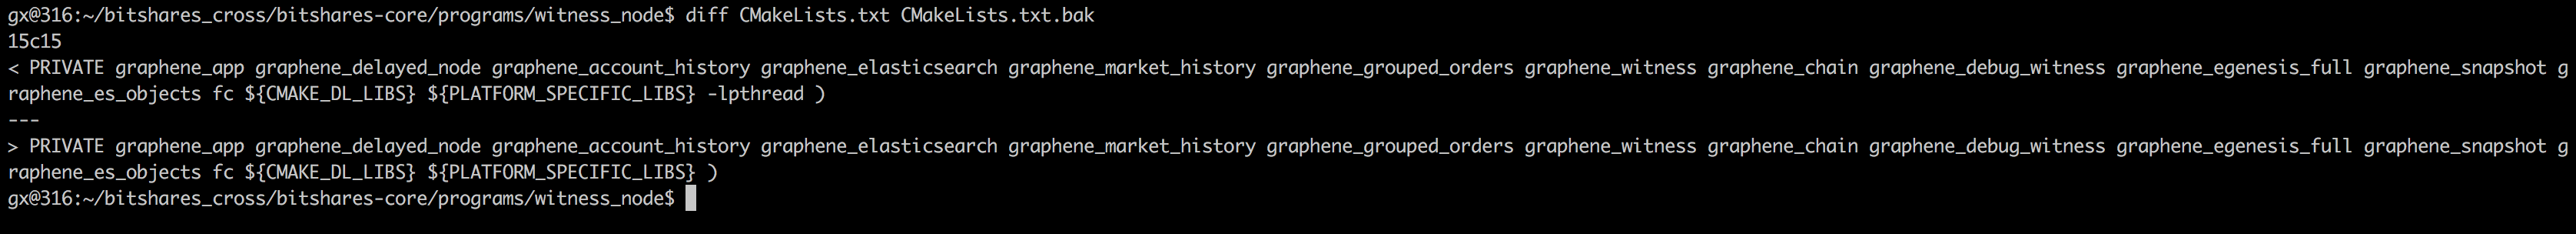 gx@316:~/bitshares_cross/bitshares-core/programs/witness_node$ diff CMakeLists.txt CMakeLists.txt.bak
15c15
< PRIVATE graphene_app graphene_delayed_node graphene_account_history graphene_elasticsearch graphene_market_history graphene_grouped_orders graphene_witness graphene_chain graphene_debug_witness graphene_egenesis_full graphene_snapshot g
raphene_es_objects fc ${CMAKE_DL_LIBS} ${PLATFORM_SPECIFIC_LIBS} -lpthread )
---
> PRIVATE graphene_app graphene_delayed_node graphene_account_history graphene_elasticsearch graphene_market_history graphene_grouped_orders graphene_witness graphene_chain graphene_debug_witness graphene_egenesis_full graphene_snapshot g
raphene_es_objects fc ${CMAKE_DL_LIBS} ${PLATFORM_SPECIFIC_LIBS} )
gx@316:~/bitshares_cross/bitshares-core/programs/witness_node$